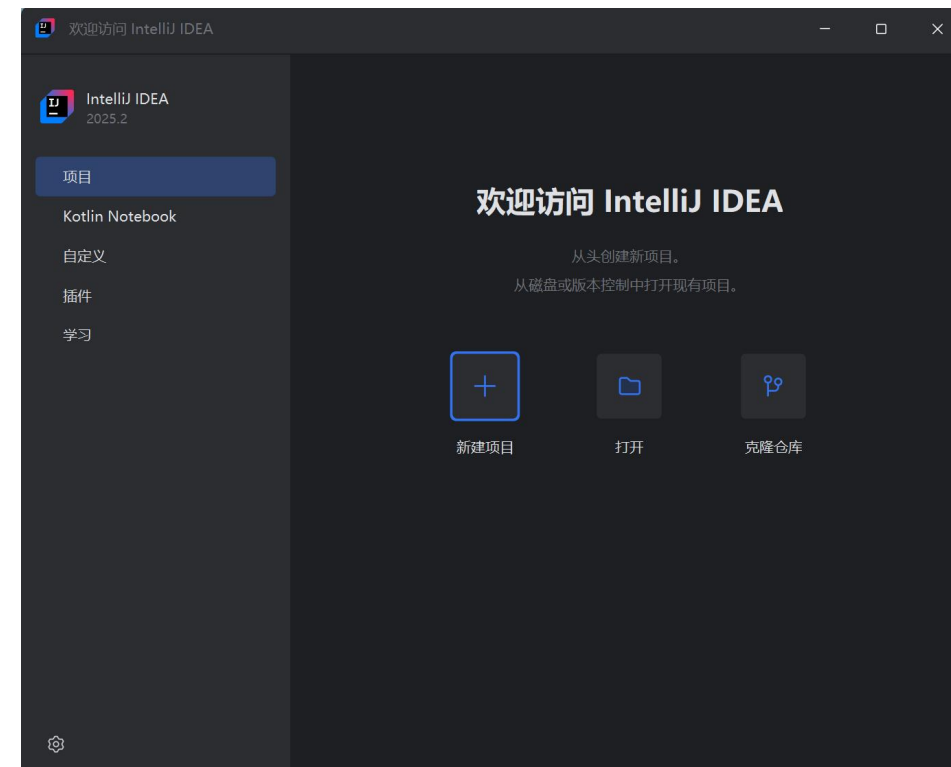 欢迎访问 IntelliJ IDEA
IntelliJ IDEA
2025.2
项目
Kotlin Notebook
自定义
插件
学习
欢迎访问 IntelliJ IDEA
从头创建新项目。
从磁盘或版本控制中打开现有项目。
新建项目 打开 克隆仓库